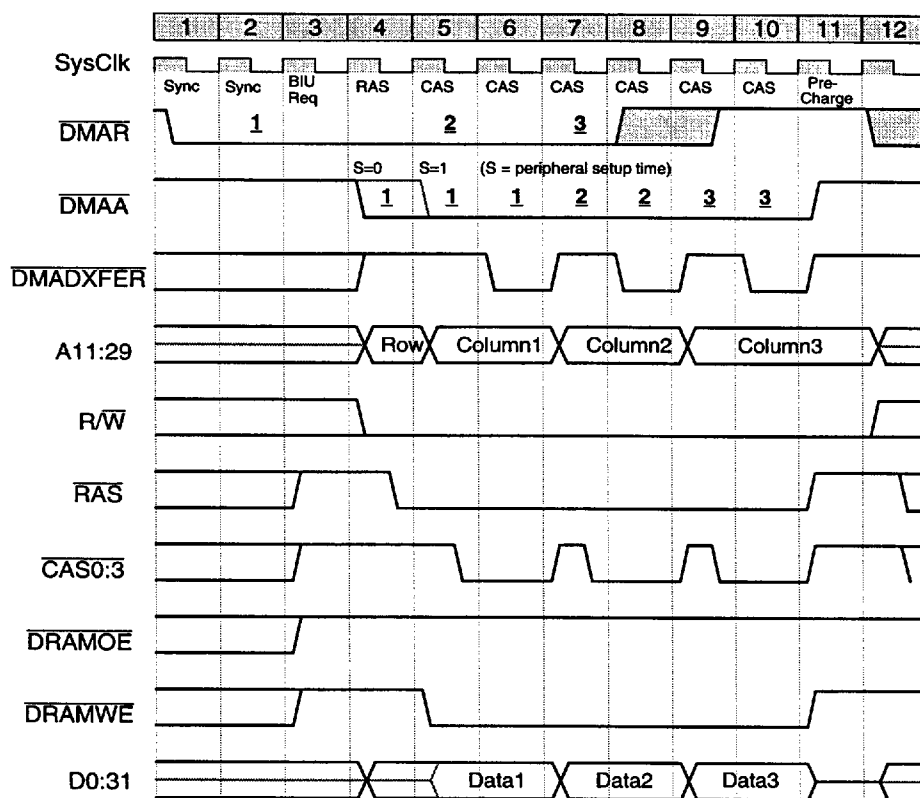 1 2 3 4 5 6 7 8 9 10 11 12
SysClk
Sync Sync BIU Req RAS CAS CAS CAS CAS CAS CAS Pre-Charge
DMAR 1 2 3
S=0 S=1 (S = peripheral setup time)
DMAA 1 1 1 2 2 3 3
DMADXFER
A11:29 Row Column1 Column2 Column3
R/W
RAS
CAS0:3
DRAMOE
DRAMWE
D0:31 Data1 Data2 Data3